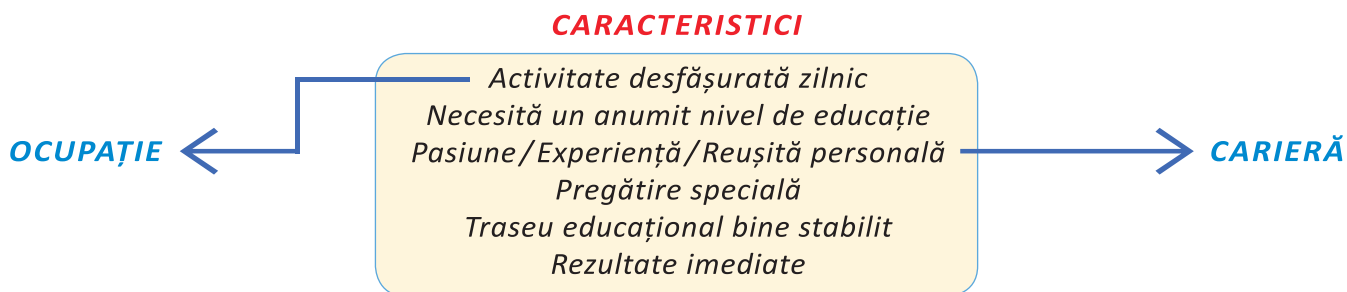 CARACTERISTICI
Activitate desfășurată zilnic
Necesită un anumit nivel de educație
OCUPAȚIE
Pasiune/Experiență/Reușită personală
CARIERĂ
Pregătire specială
Traseu educațional bine stabilit
Rezultate imediate